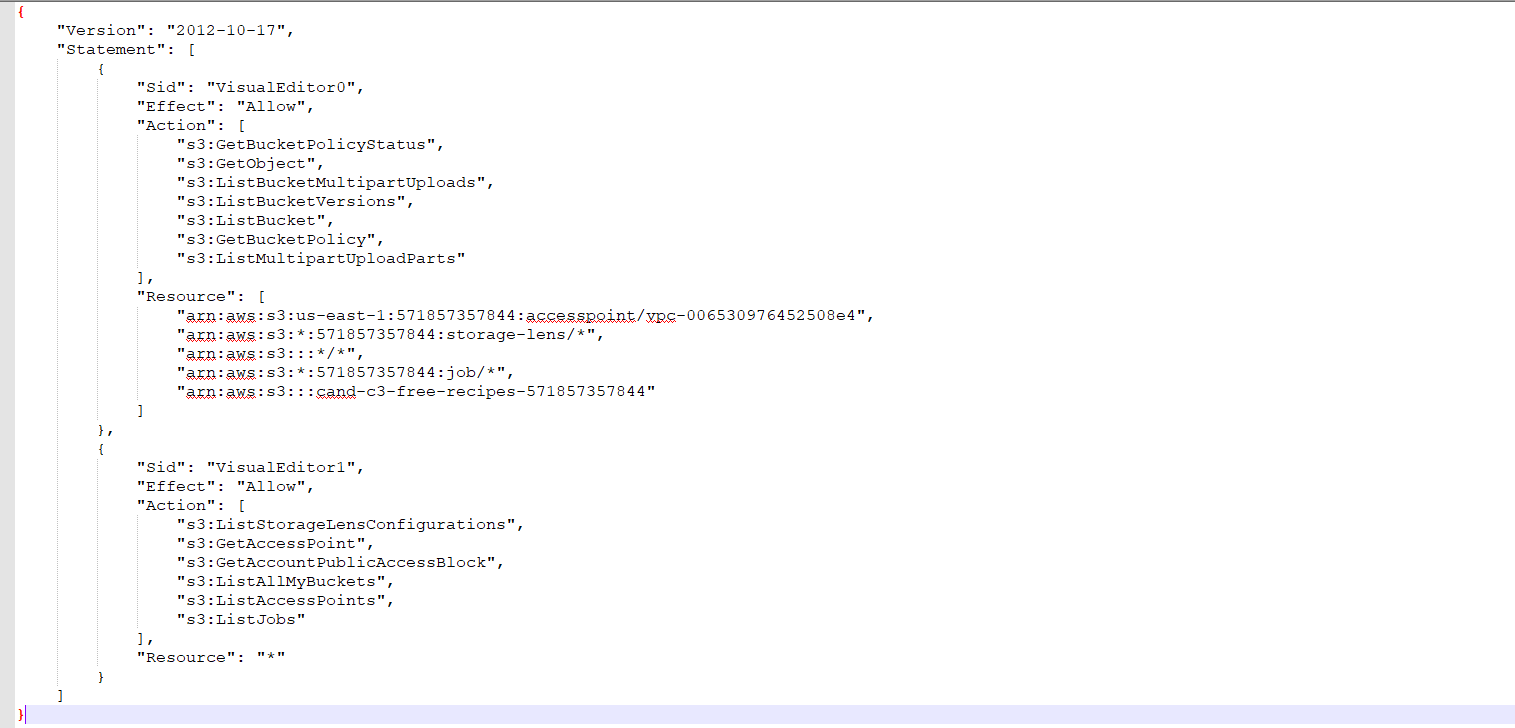 {
    "Version": "2012-10-17",
    "Statement": [
        {
            "Sid": "VisualEditor0",
            "Effect": "Allow",
            "Action": [
                "s3:GetBucketPolicyStatus",
                "s3:GetObject",
                "s3:ListBucketMultipartUploads",
                "s3:ListBucketVersions",
                "s3:ListBucket",
                "s3:GetBucketPolicy",
                "s3:ListMultipartUploadParts"
            ],
            "Resource": [
                "arn:aws:s3:us-east-1:571857357844:accesspoint/vpc-006530976452508e4",
                "arn:aws:s3:*:571857357844:storage-lens/*",
                "arn:aws:s3:::*/*",
                "arn:aws:s3:*:571857357844:job/*",
                "arn:aws:s3:::cand-c3-free-recipes-571857357844"
            ]
        },
        {
            "Sid": "VisualEditor1",
            "Effect": "Allow",
            "Action": [
                "s3:ListStorageLensConfigurations",
                "s3:GetAccessPoint",
                "s3:GetAccountPublicAccessBlock",
                "s3:ListAllMyBuckets",
                "s3:ListAccessPoints",
                "s3:ListJobs"
            ],
            "Resource": "*"
        }
    ]
}